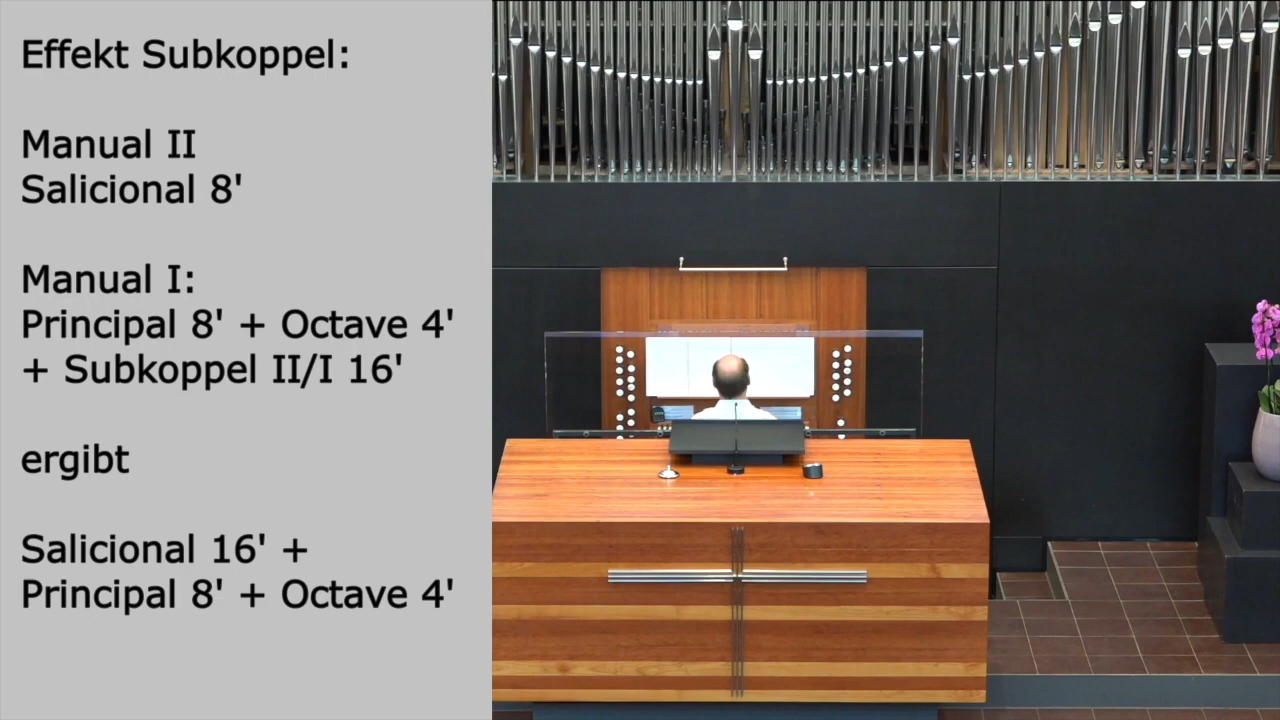 Effekt Subkoppel:
Manual II
Salicional 8'
Manual I:
Principal 8' + Octave 4'
+ Subkoppel II/I 16'
ergibt
Salicional 16' +
Principal 8' + Octave 4'